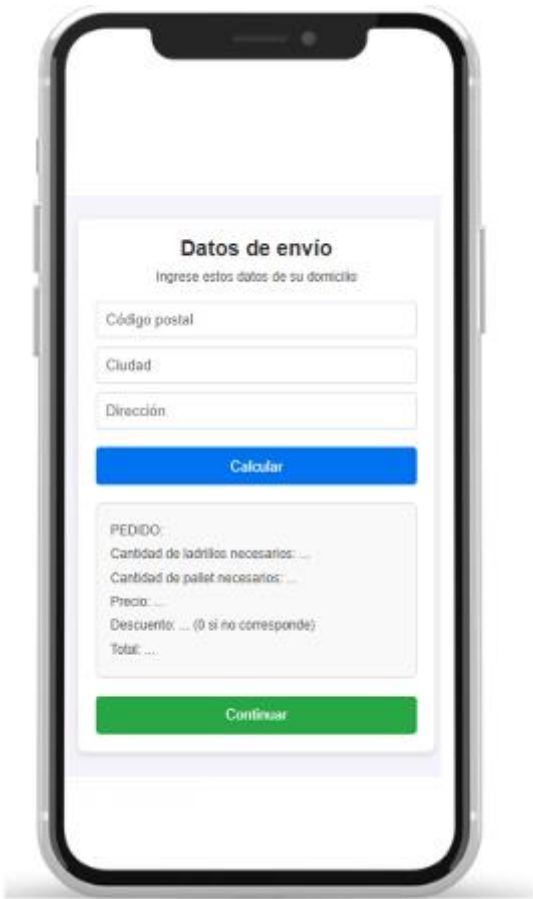 Datos de envío
Ingrese estos datos de su domicilio
Código postal
Ciudad
Dirección
Calcular
PEDIDO:
Cantidad de ladrillos necesarios: ...
Cantidad de pallet necesarios: ...
Precio: ...
Descuento: ... (0 si no corresponde)
Total: ...
Continuar